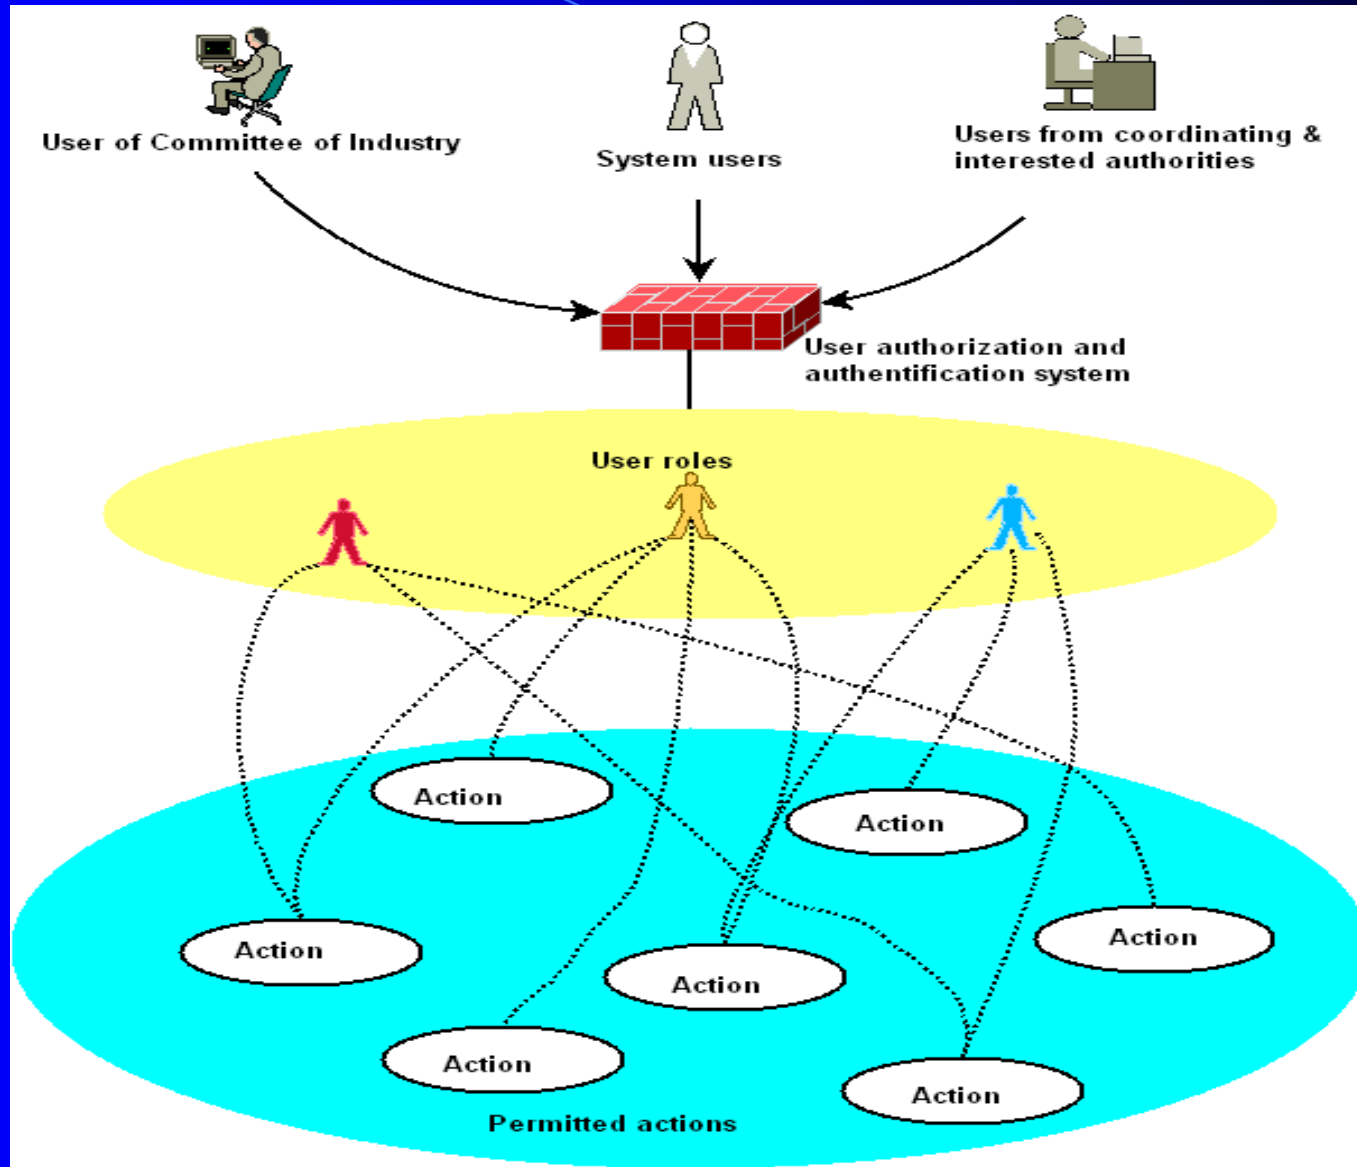 User of Committee of Industry
System users
Users from coordinating &
interested authorities
User authorization and
authentification system
User roles
Action
Action
Action
Action
Action
Action
Action
Permitted actions